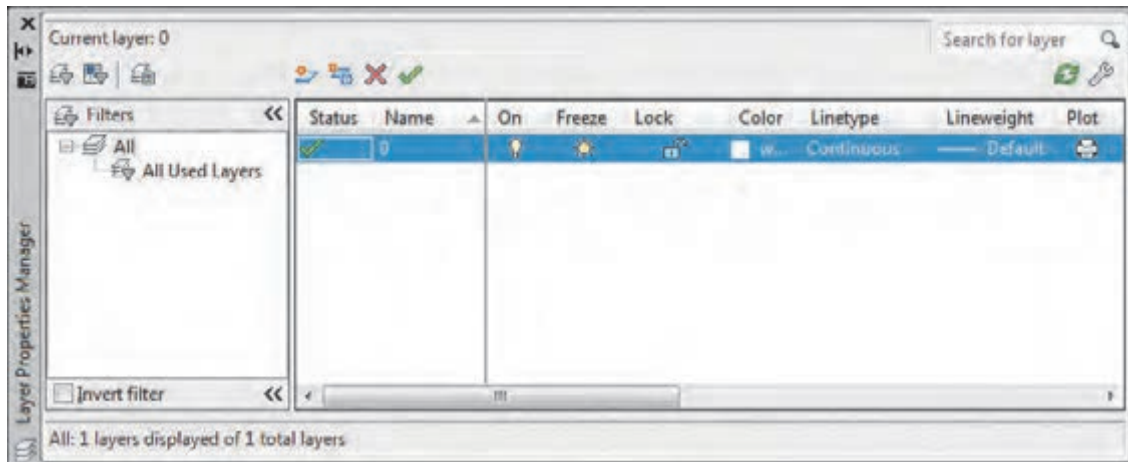 Current layer: 0
Search for layer
Filters
All
All Used Layers
Invert filter
Status Name On Freeze Lock Color Linetype Lineweight Plot
0 w... Continuous Default
All: 1 layers displayed of 1 total layers
Layer Properties Manager